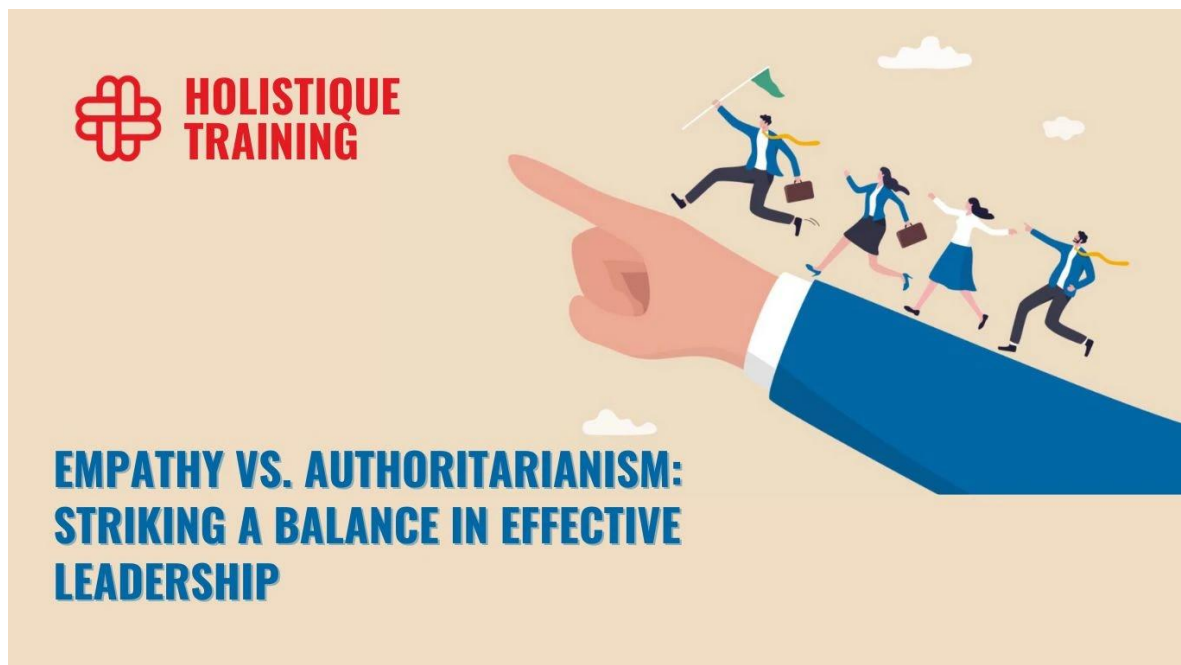 HOLISTIQUE
TRAINING
EMPATHY VS. AUTHORITARIANISM:
STRIKING A BALANCE IN EFFECTIVE
LEADERSHIP